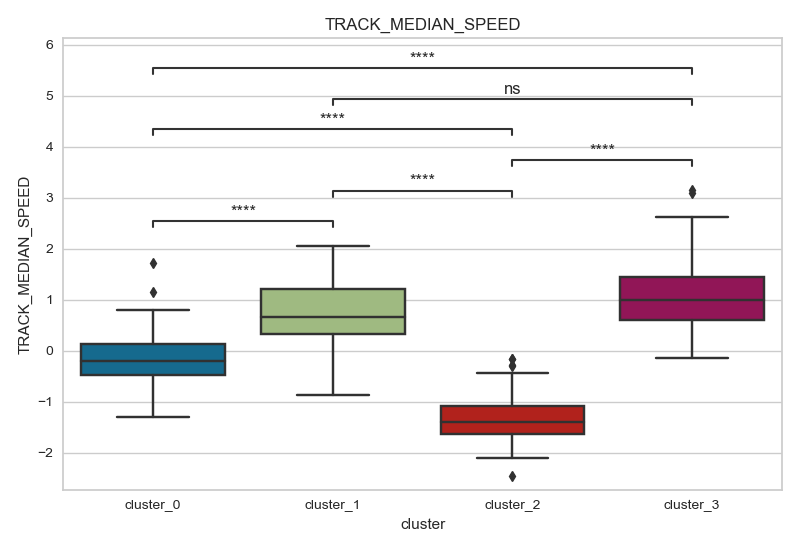 TRACK_MEDIAN_SPEED
6
5
4
3
2
1
0
−1
−2
TRACK_MEDIAN_SPEED
****
ns
****
****
****
****
cluster_0 cluster_1 cluster_2 cluster_3
cluster